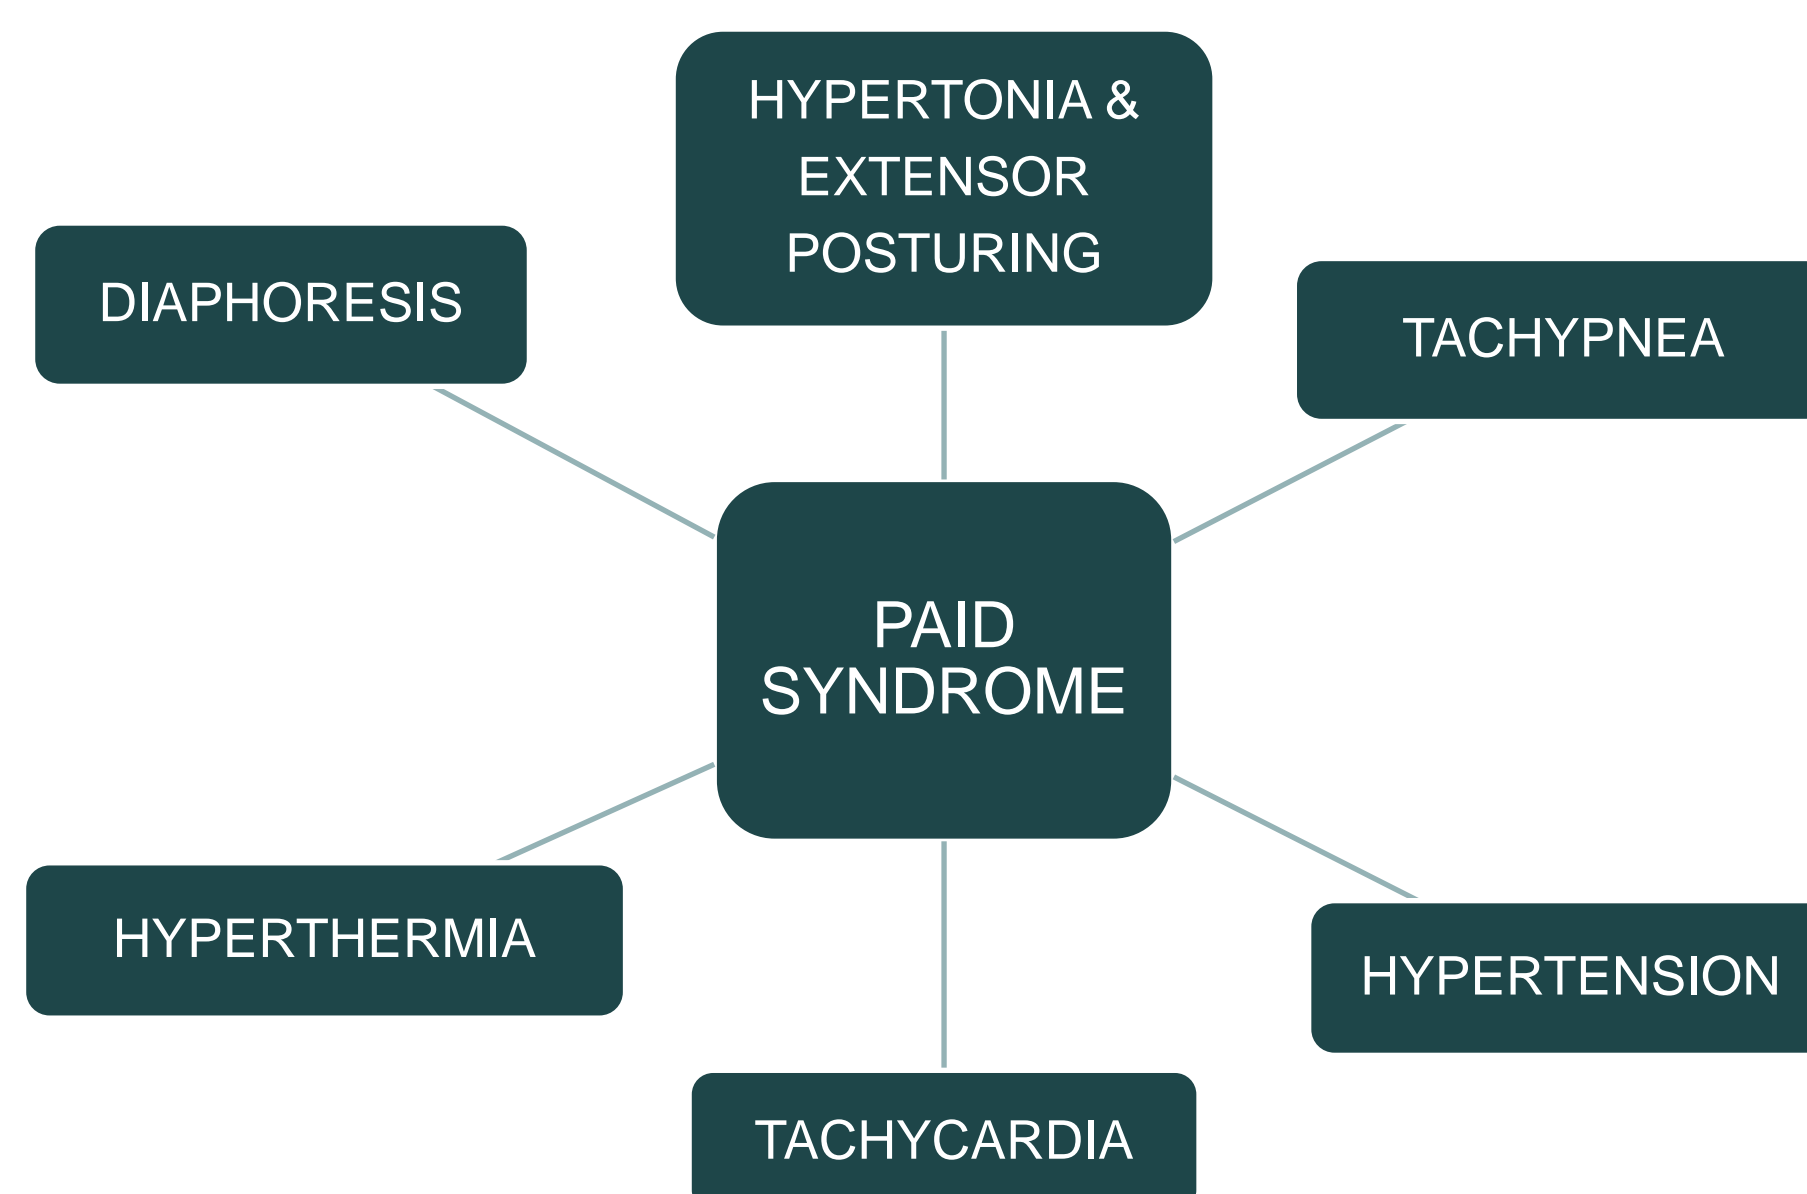 HYPERTONIA &
EXTENSOR
POSTURING
DIAPHORESIS
TACHYPNEA
PAID
SYNDROME
HYPERTHERMIA
HYPERTENSION
TACHYCARDIA